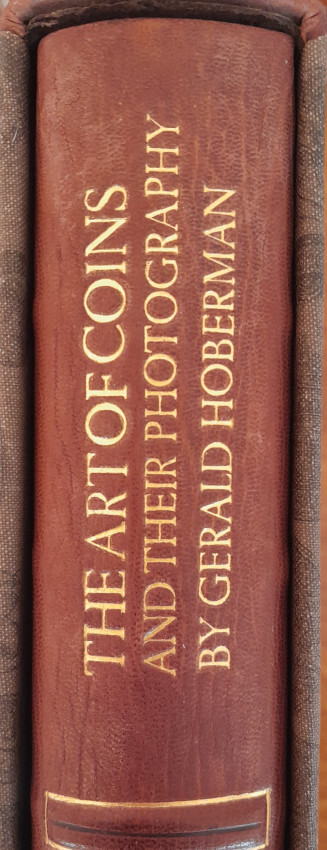 THE ART OF COINS
AND THEIR PHOTOGRAPHY
BY GERALD HOBERMAN